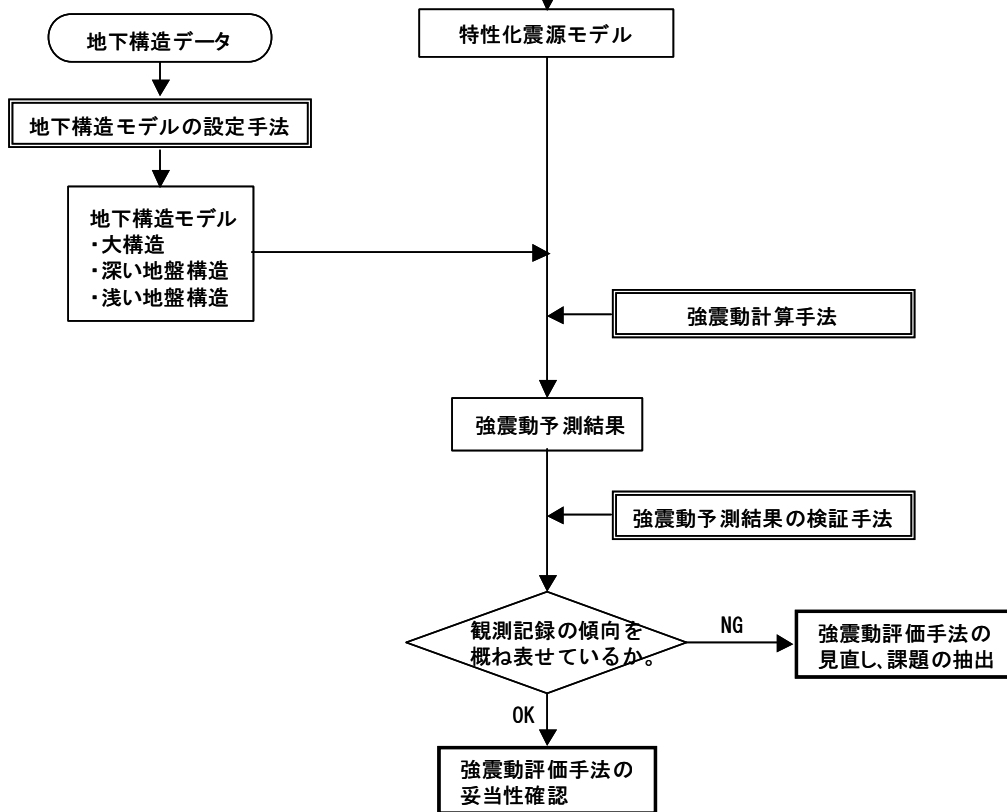 特性化震源モデル
地下構造データ
地下構造モデルの設定手法
地下構造モデル
・大構造
・深い地盤構造
・浅い地盤構造
強震動計算手法
強震動予測結果
強震動予測結果の検証手法
観測記録の傾向を
概ね表せているか。
NG
強震動評価手法の
見直し、課題の抽出
OK
強震動評価手法の
妥当性確認